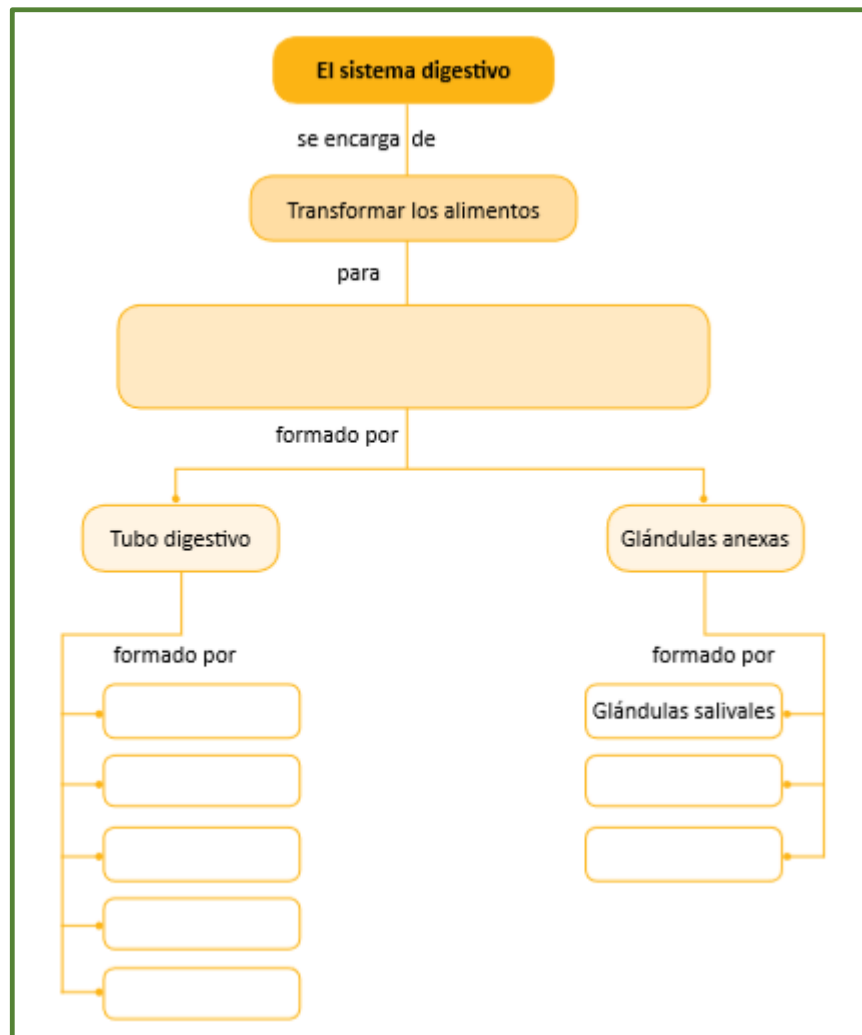 El sistema digestivo
se encarga de
Transformar los alimentos
para
formado por
Tubo digestivo
Glándulas anexas
formado por
formado por
Glándulas salivales